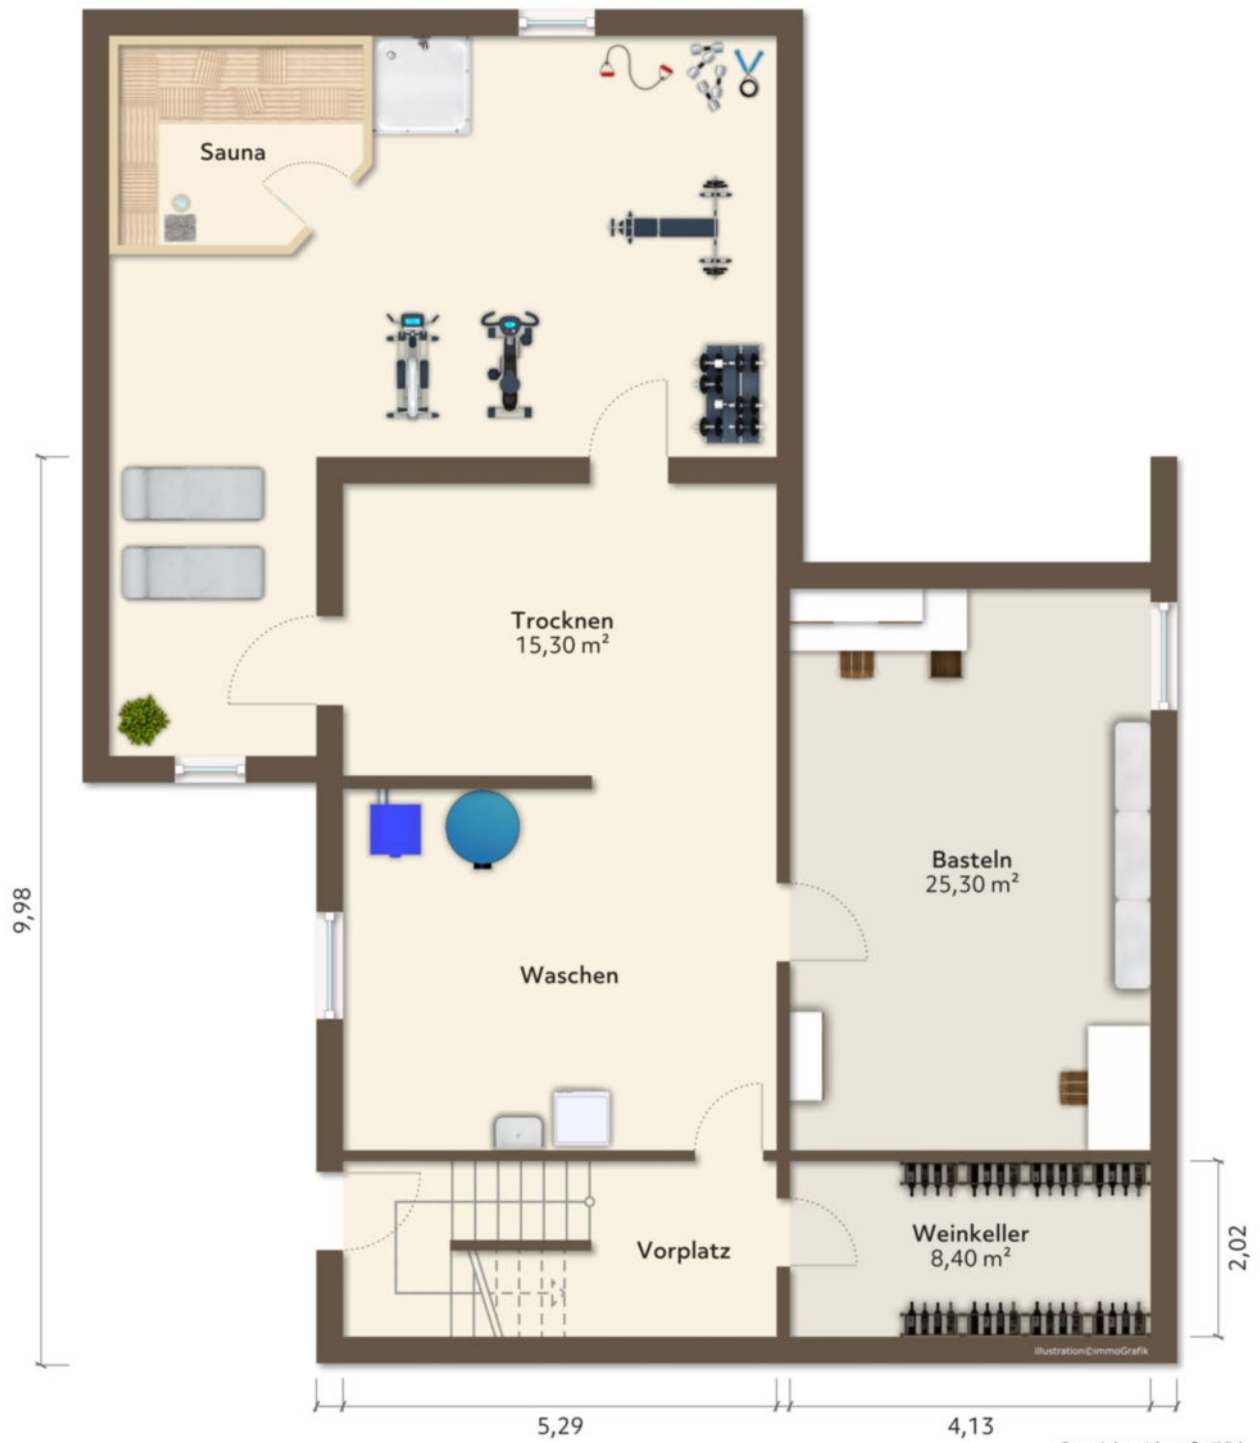 Sauna
Trocknen
15,30 m²
Basteln
25,30 m²
9,98
Waschen
Weinkeller
8,40 m²
Vorplatz
2,02
Illustration©immoGrafik
5,29
4,13